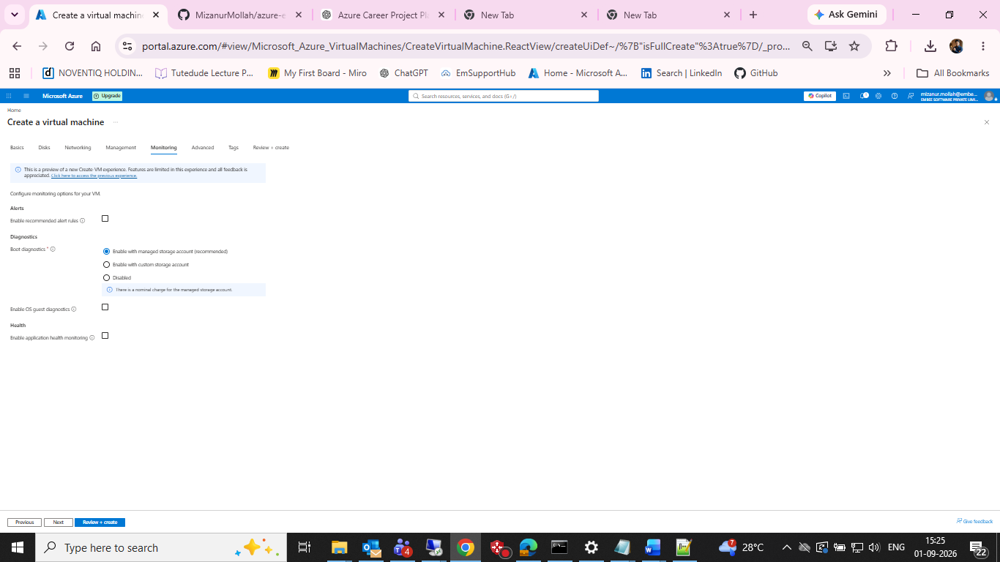 Create a virtual machine
MizanurMollah/azure-e
Azure Career Project Pl
New Tab
New Tab
Ask Gemini
portal.azure.com/#view/Microsoft_Azure_VirtualMachines/CreateVirtualMachine.ReactView/createUiDef~/%7B"isFullCreate"%3Atrue%7D/_pro...
NOVENTIQ HOLDIN...
Tutedude Lecture P...
My First Board - Miro
ChatGPT
EmSupportHub
Home - Microsoft A...
Search | LinkedIn
GitHub
»
All Bookmarks
Microsoft Azure
Upgrade
Search resources, services, and docs (G+/)
Copilot
1
mizanur.mollah@embe...
EMBEE SOFTWARE PRIVATE LIMI...
Home
Create a virtual machine
...
Basics
Disks
Networking
Management
Monitoring
Advanced
Tags
Review + create
This is a preview of a new Create VM experience. Features are limited in this experience and all feedback is
appreciated. Click here to access the previous experience.
Configure monitoring options for your VM.
Alerts
Enable recommended alert rules
Diagnostics
Boot diagnostics *
Enable with managed storage account (recommended)
Enable with custom storage account
Disabled
There is a nominal charge for the managed storage account.
Enable OS guest diagnostics
Health
Enable application health monitoring
Previous
Next
Review + create
Give feedback
Type here to search
4
7
28°C
ENG
15:25
01-09-2026
22